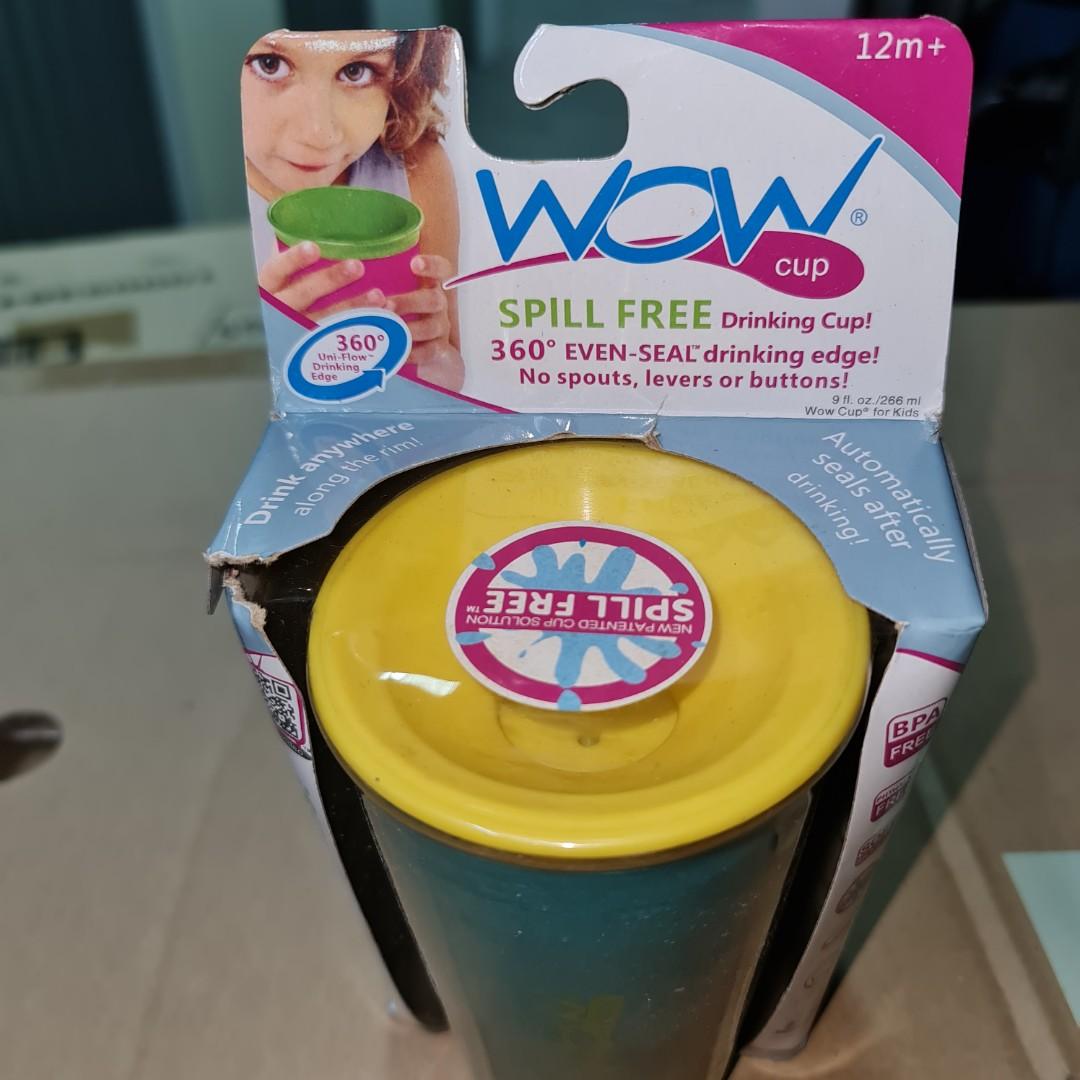 12m+
WOW®
cup
SPILL FREE Drinking Cup!
360° EVEN-SEAL™ drinking edge!
No spouts, levers or buttons!
9 fl. oz./266 ml
Wow Cup® for Kids
360°
Uni-Flow™
Drinking
Edge
Drink anywhere
along the rim!
Automatically
seals after
drinking!
NEW PATENTED CUP SOLUTION
SPILL FREE™
BPA
FREE